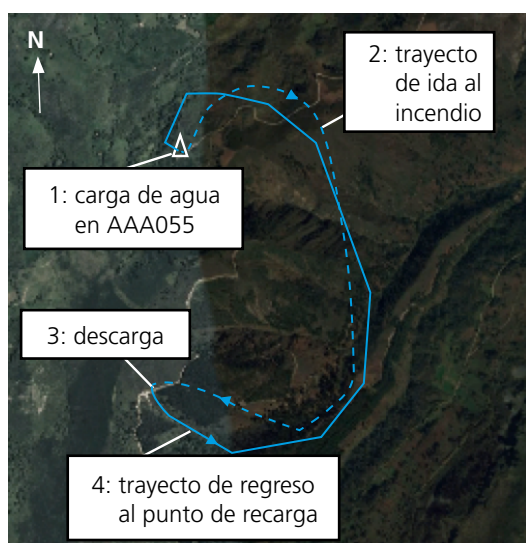 N
2: trayecto
de ida al
incendio
1: carga de agua
en AAA055
3: descarga
4: trayecto de regreso
al punto de recarga